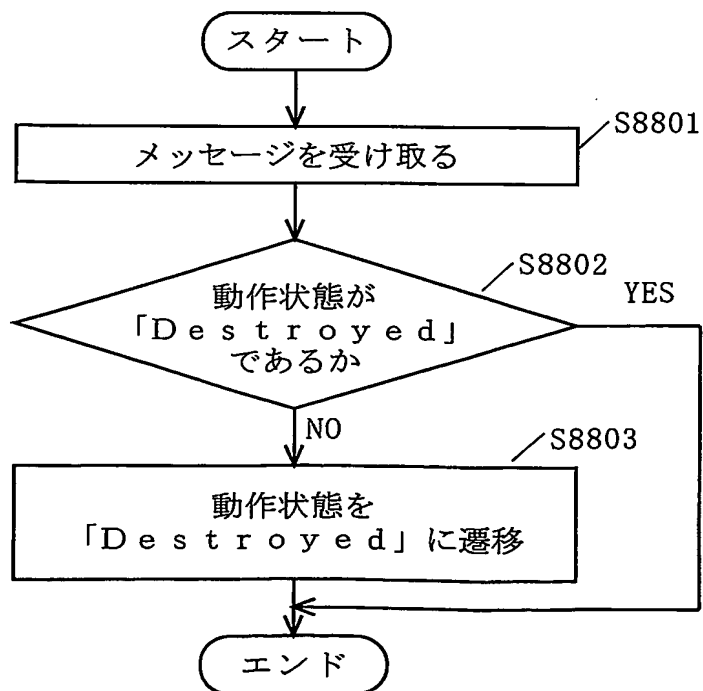 スタート
S8801
メッセージを受け取る
S8802
動作状態が
「Ｄｅｓｔｒｏｙｅｄ」
であるか
YES
NO
S8803
動作状態を
「Ｄｅｓｔｒｏｙｅｄ」に遷移
エンド